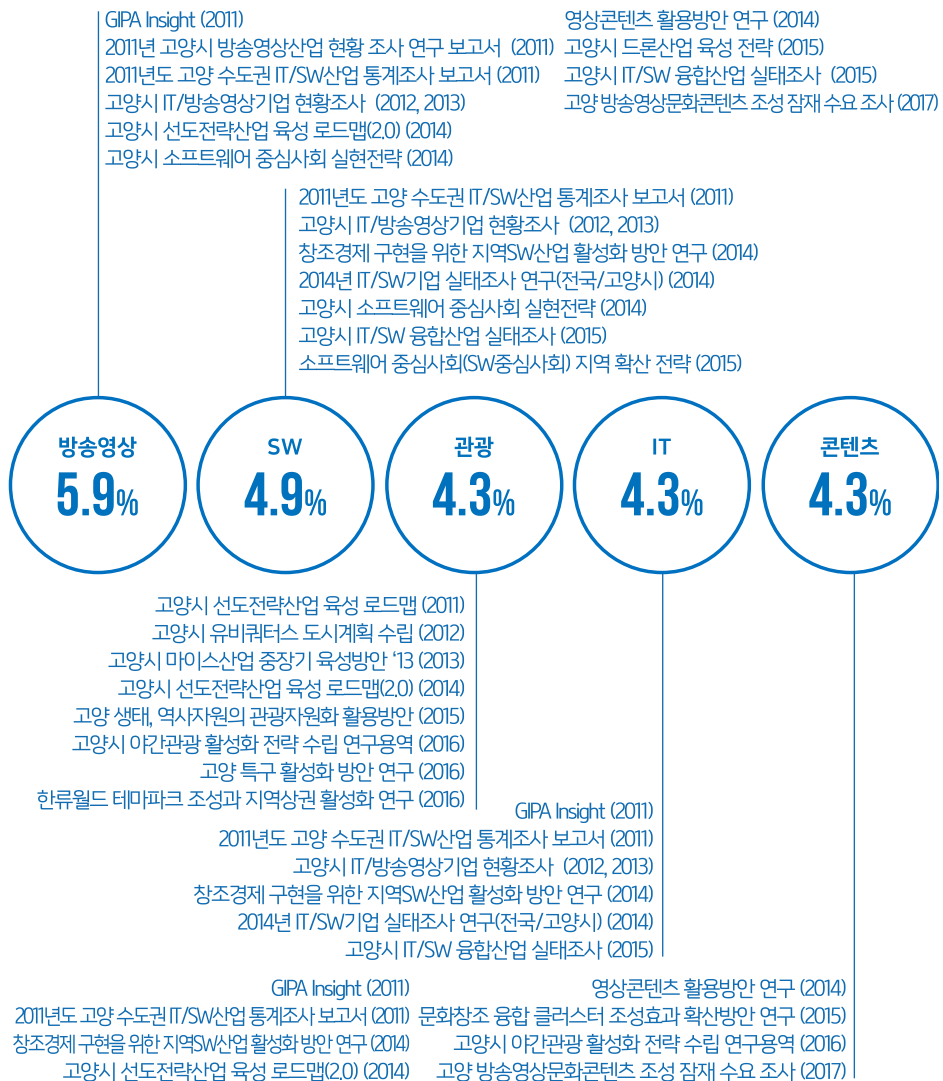 GIPA Insight (2011)
2011년 고양시 방송영상산업 현황 조사 연구 보고서 (2011)
2011년도 고양 수도권 IT/SW산업 통계조사 보고서 (2011)
고양시 IT/방송영상기업 현황조사 (2012, 2013)
고양시 선도전략산업 육성 로드맵(2.0) (2014)
고양시 소프트웨어 중심사회 실현전략 (2014)
영상콘텐츠 활용방안 연구 (2014)
고양시 드론산업 육성 전략 (2015)
고양시 IT/SW 융합산업 실태조사 (2015)
고양 방송영상문화콘텐츠 조성 잠재 수요 조사 (2017)
2011년도 고양 수도권 IT/SW산업 통계조사 보고서 (2011)
고양시 IT/방송영상기업 현황조사 (2012, 2013)
창조경제 구현을 위한 지역SW산업 활성화 방안 연구 (2014)
2014년 IT/SW기업 실태조사 연구(전국/고양시) (2014)
고양시 소프트웨어 중심사회 실현전략 (2014)
고양시 IT/SW 융합산업 실태조사 (2015)
소프트웨어 중심사회(SW중심사회) 지역 확산 전략 (2015)
방송영상
5.9%
SW
4.9%
관광
4.3%
IT
4.3%
콘텐츠
4.3%
고양시 선도전략산업 육성 로드맵 (2011)
고양시 유비쿼터스 도시계획 수립 (2012)
고양시 마이스산업 중장기 육성방안 ‘13 (2013)
고양시 선도전략산업 육성 로드맵(2.0) (2014)
고양 생태, 역사자원의 관광자원화 활용방안 (2015)
고양시 야간관광 활성화 전략 수립 연구용역 (2016)
고양 특구 활성화 방안 연구 (2016)
한류월드 테마파크 조성과 지역상권 활성화 연구 (2016)
GIPA Insight (2011)
2011년도 고양 수도권 IT/SW산업 통계조사 보고서 (2011)
고양시 IT/방송영상기업 현황조사 (2012, 2013)
창조경제 구현을 위한 지역SW산업 활성화 방안 연구 (2014)
2014년 IT/SW기업 실태조사 연구(전국/고양시) (2014)
고양시 IT/SW 융합산업 실태조사 (2015)
GIPA Insight (2011)
2011년도 고양 수도권 IT/SW산업 통계조사 보고서 (2011)
창조경제 구현을 위한 지역SW산업 활성화 방안 연구 (2014)
고양시 선도전략산업 육성 로드맵(2.0) (2014)
영상콘텐츠 활용방안 연구 (2014)
문화창조 융합 클러스터 조성효과 확산방안 연구 (2015)
고양시 야간관광 활성화 전략 수립 연구용역 (2016)
고양 방송영상문화콘텐츠 조성 잠재 수요 조사 (2017)